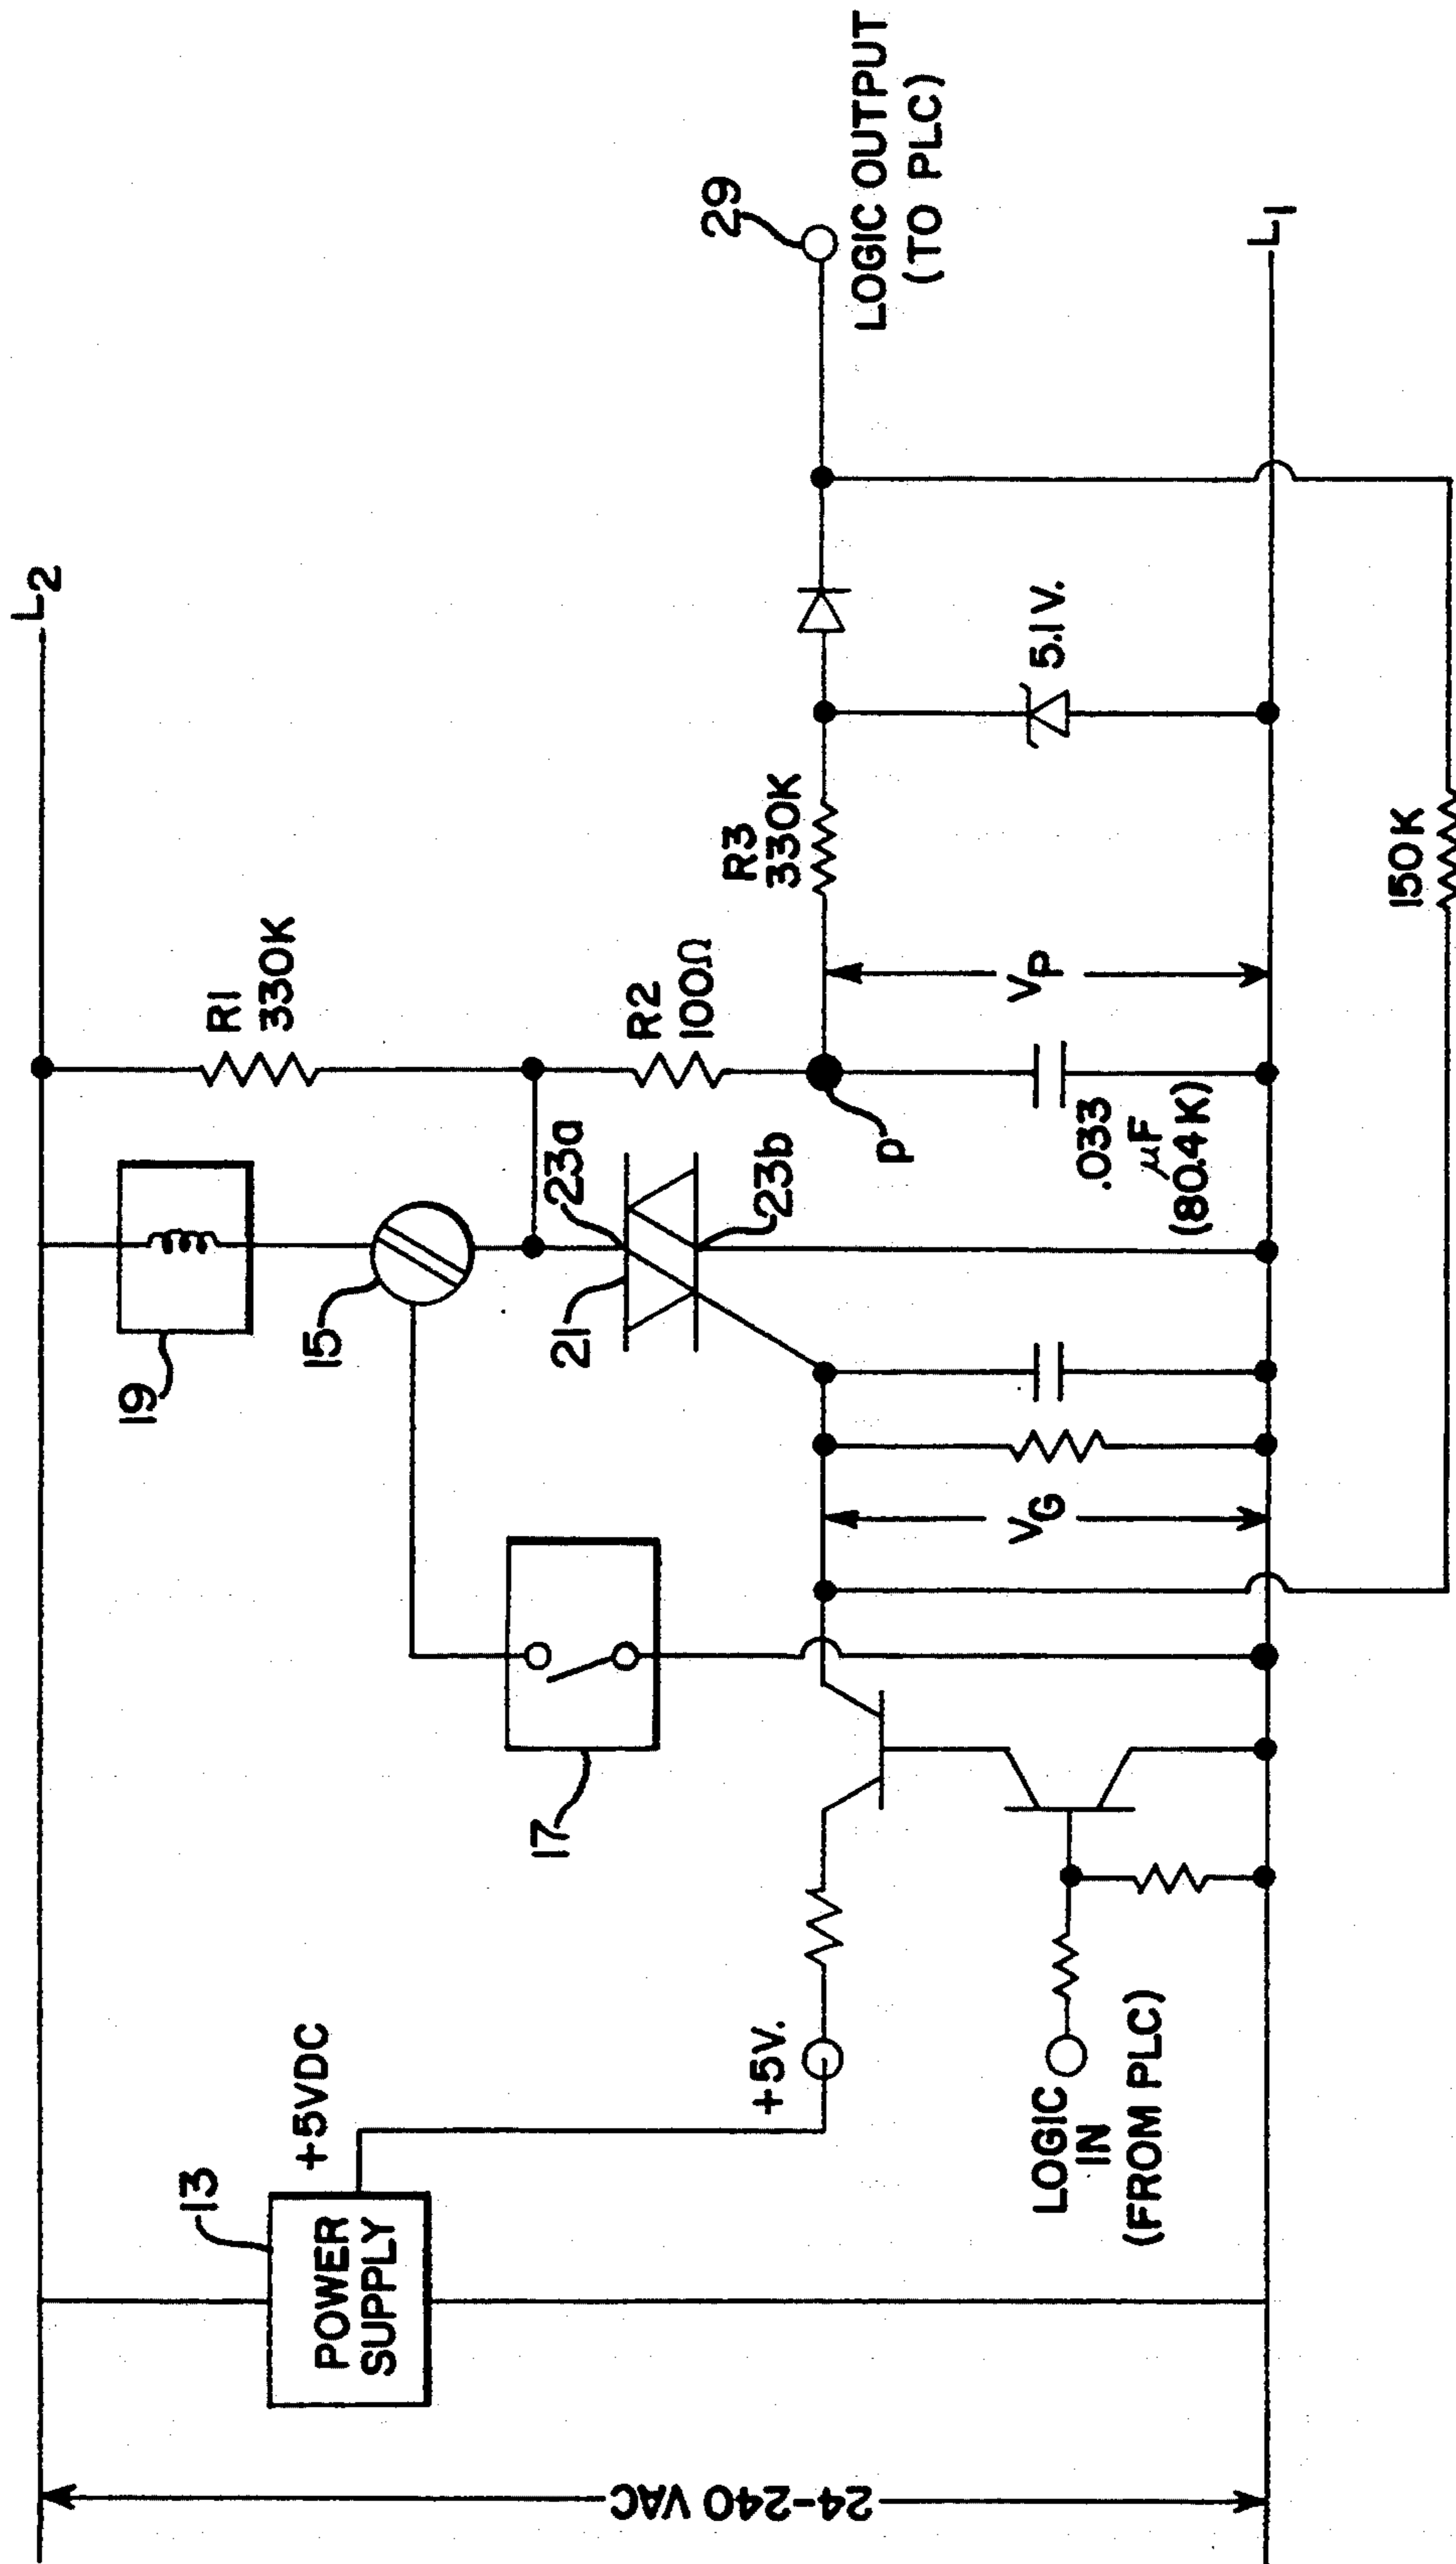 L2
R1
330K
19
15
23a
21
23b
R2
100Ω
P
R3
330K
VP
.033
μF
(80.4K)
5.1V.
29
LOGIC OUTPUT
(TO PLC)
L1
150K
17
VG
13
POWER
SUPPLY
+5VDC
+5V.
LOGIC
IN
(FROM PLC)
24-240 VAC